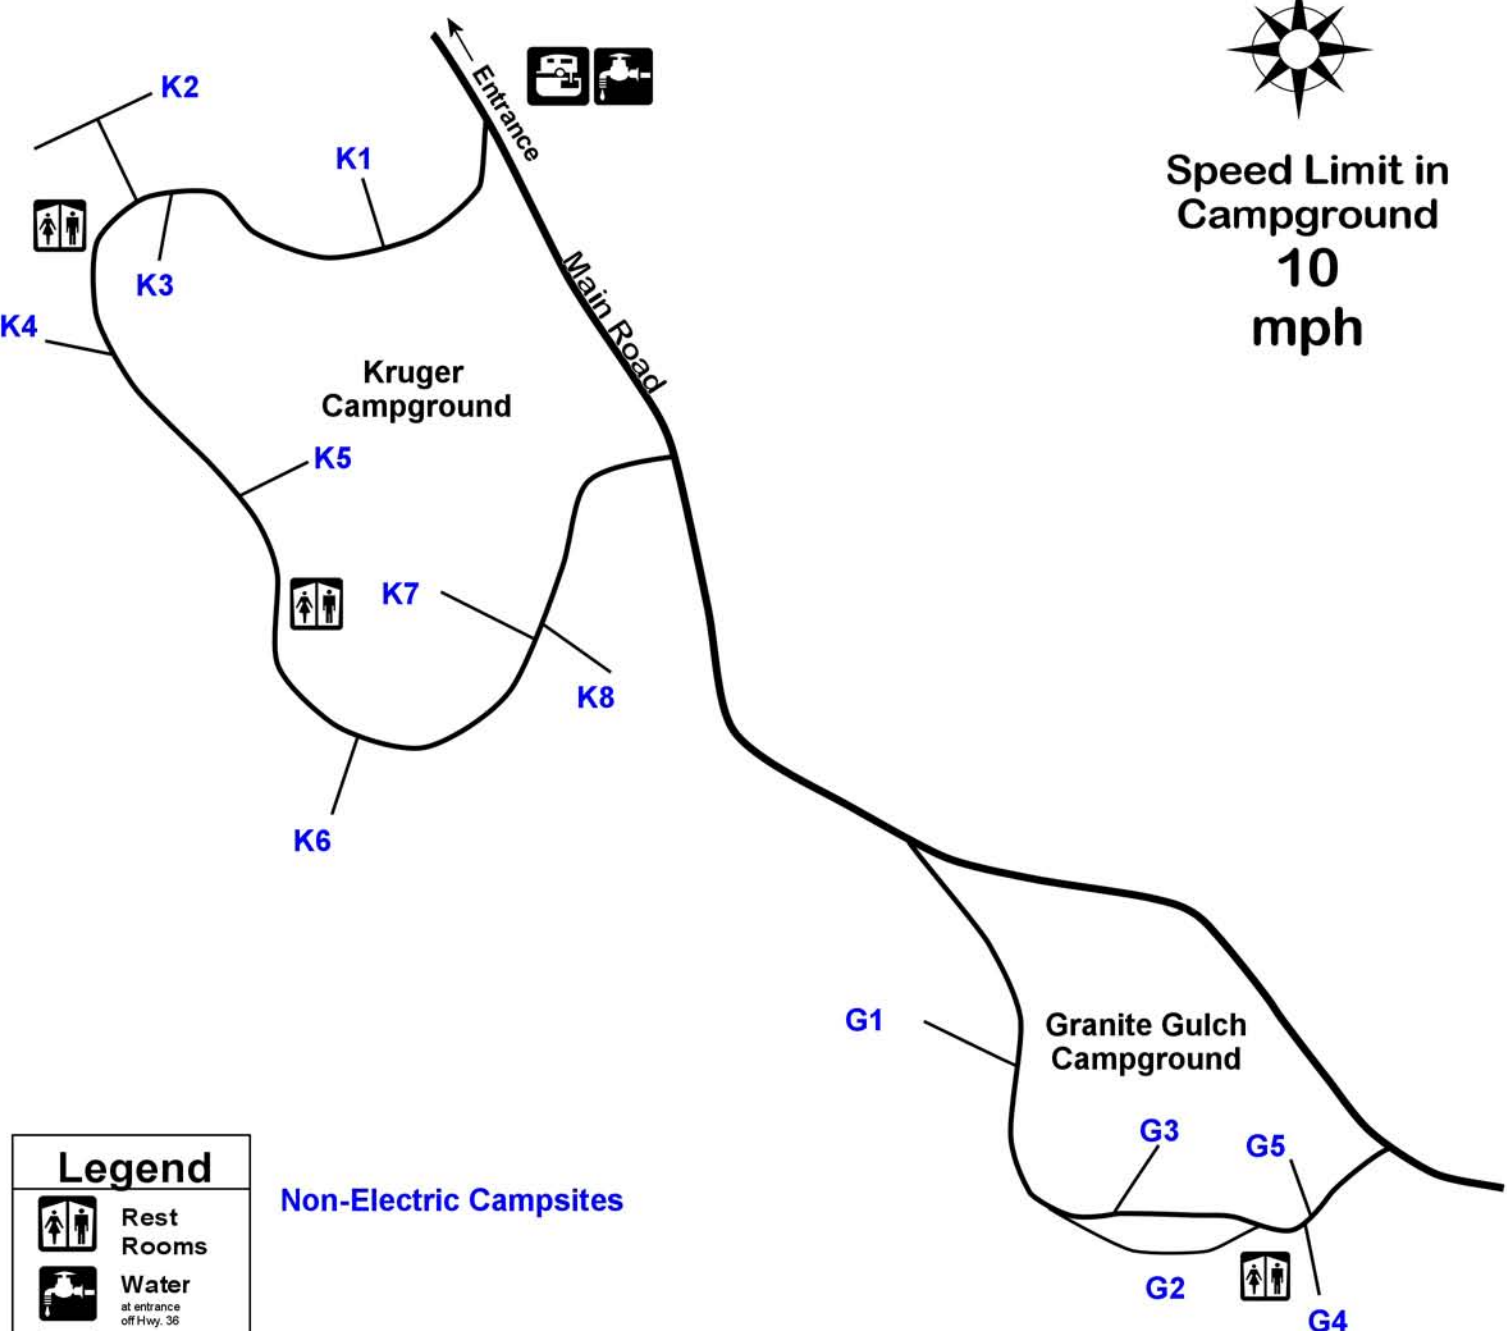 Entrance
K2
K1
Speed Limit in
Campground
10
mph
K3
Main Road
K4
Kruger
Campground
K5
K7
K8
K6
G1
Granite Gulch
Campground
G3
G5
Legend
Non-Electric Campsites
Rest
Rooms
Water
at entrance
off Hwy. 36
G2
G4